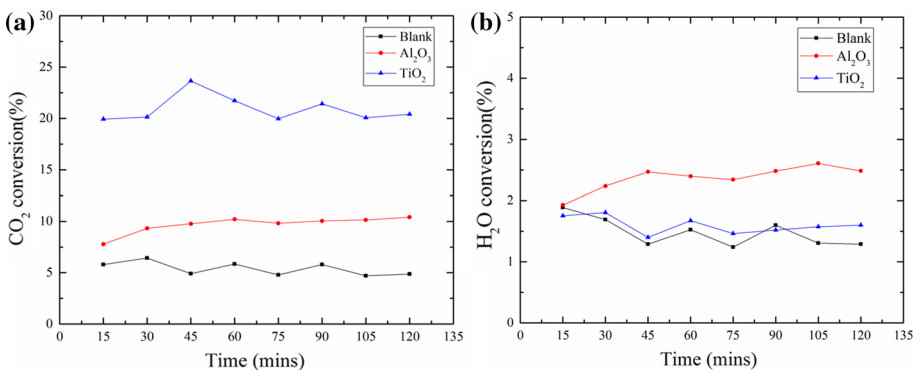 (a)
30
25
20
15
10
5
0
CO2 conversion(%)
Blank
Al2O3
TiO2
0 15 30 45 60 75 90 105 120 135
Time (mins)
(b)
5
4
3
2
1
0
H2O conversion(%)
Blank
Al2O3
TiO2
0 15 30 45 60 75 90 105 120 135
Time (mins)